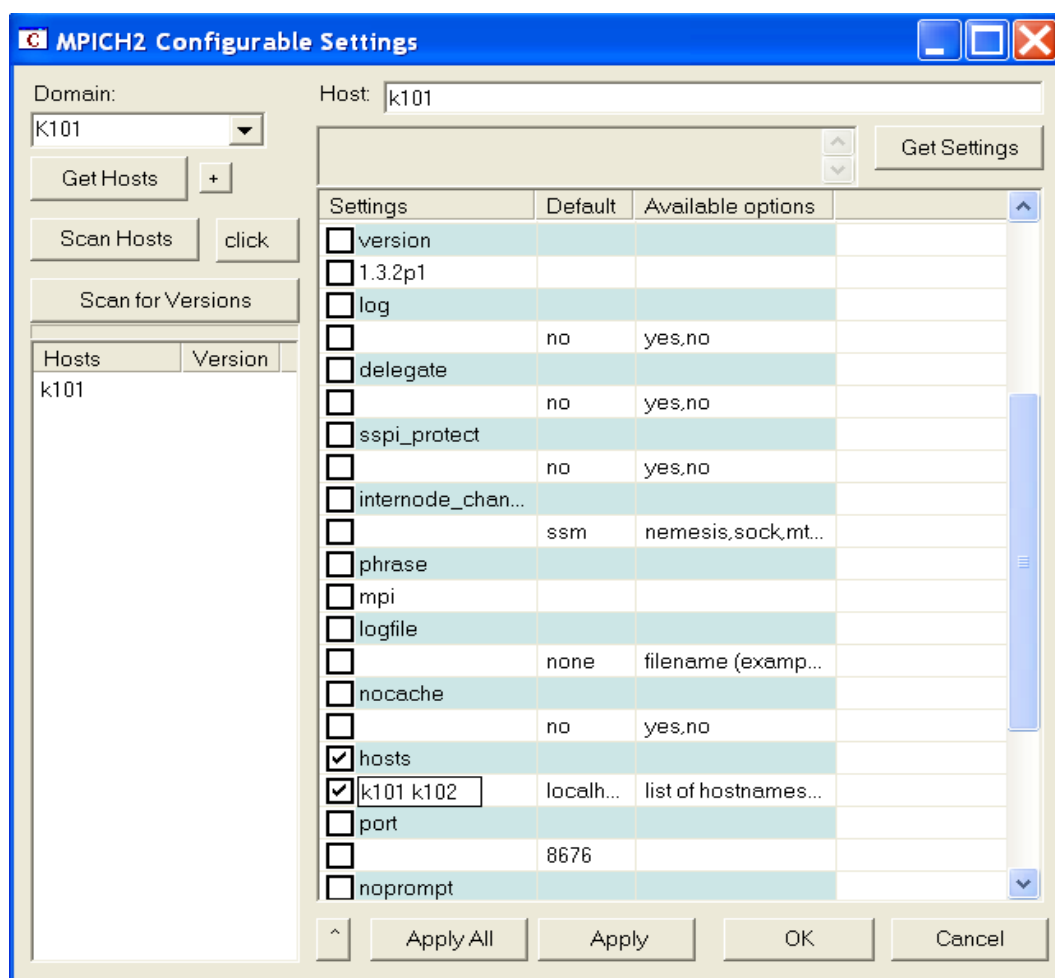 MPICH2 Configurable Settings
Domain:
K101
Get Hosts +
Scan Hosts click
Scan for Versions
Hosts Version
k101
Host: k101
Get Settings
Settings Default Available options
version
1.3.2p1
log
no yes,no
delegate
no yes,no
sspi_protect
no yes,no
internode_chan...
ssm nemesis,sock,mt...
phrase
mpi
logfile
none filename (examp...
nocache
no yes,no
hosts
k101 k102 localh... list of hostnames...
port
8676
noprompt
^ Apply All Apply OK Cancel